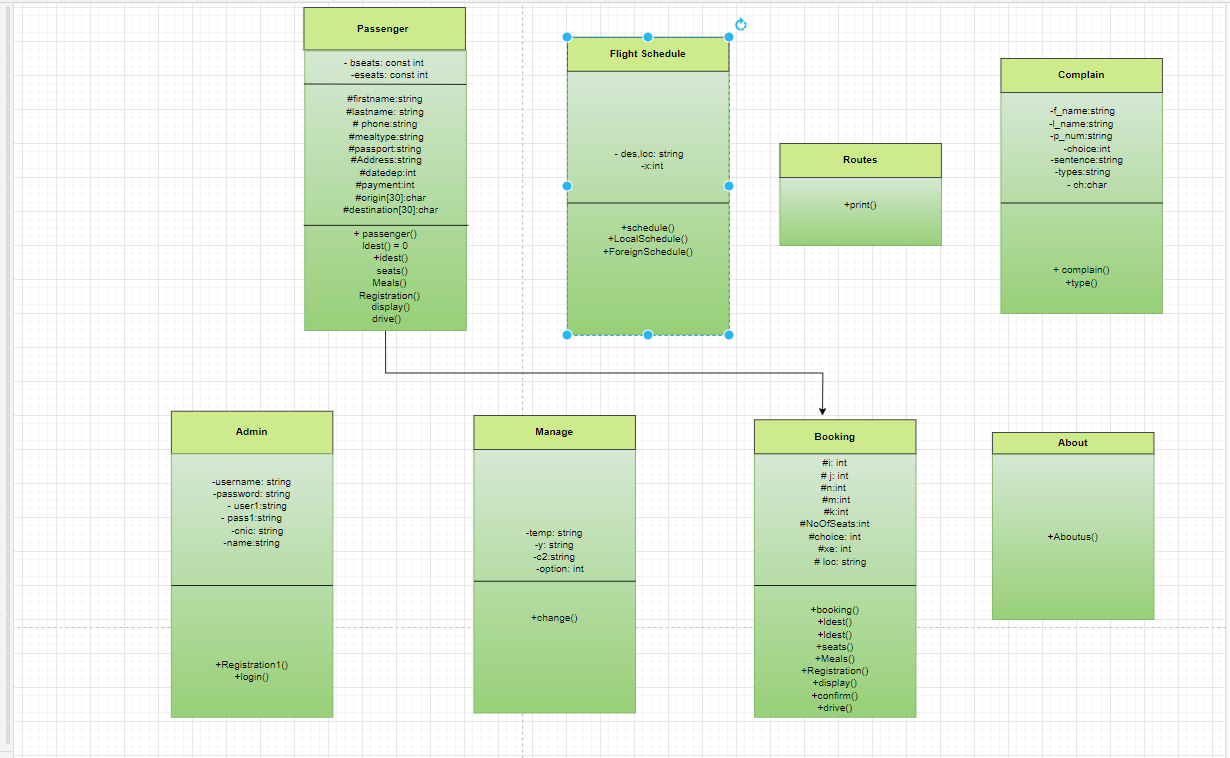 Passenger
- bseats: const int
-eseats: const int
#firstname:string
#lastname: string
# phone:string
#mealtype:string
#passport:string
#Address:string
#datedep:int
#payment:int
#origin[30]:char
#destination[30]:char
+ passenger()
ldest() = 0
+idest()
seats()
Meals()
Registration()
display()
drive()
Flight Schedule
- des,loc: string
-x:int
+schedule()
+LocalSchedule()
+ForeignSchedule()
Routes
+print()
Complain
-f_name:string
-l_name:string
-p_num:string
-choice:int
-sentence:string
-types:string
- ch:char
+ complain()
+type()
Admin
-username: string
-password: string
- user1:string
- pass1:string
-cnic: string
-name:string
+Registration1()
+login()
Manage
-temp: string
-y: string
-c2:string
-option: int
+change()
Booking
#i: int
# j: int
#n:int
#m:int
#k:int
#NoOfSeats:int
#choice: int
#xe: int
# loc: string
+booking()
+ldest()
+Idest()
+seats()
+Meals()
+Registration()
+display()
+confirm()
+drive()
About
+Aboutus()